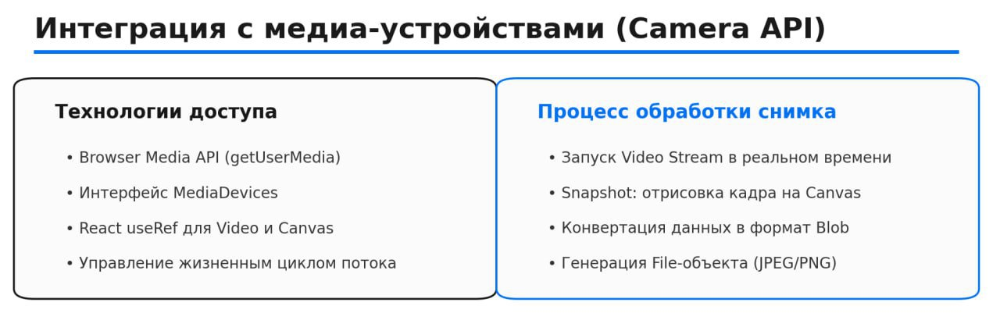 Интеграция с медиа-устройствами (Camera API)
Технологии доступа
• Browser Media API (getUserMedia)
• Интерфейс MediaDevices
• React useRef для Video и Canvas
• Управление жизненным циклом потока
Процесс обработки снимка
• Запуск Video Stream в реальном времени
• Snapshot: отрисовка кадра на Canvas
• Конвертация данных в формат Blob
• Генерация File-объекта (JPEG/PNG)